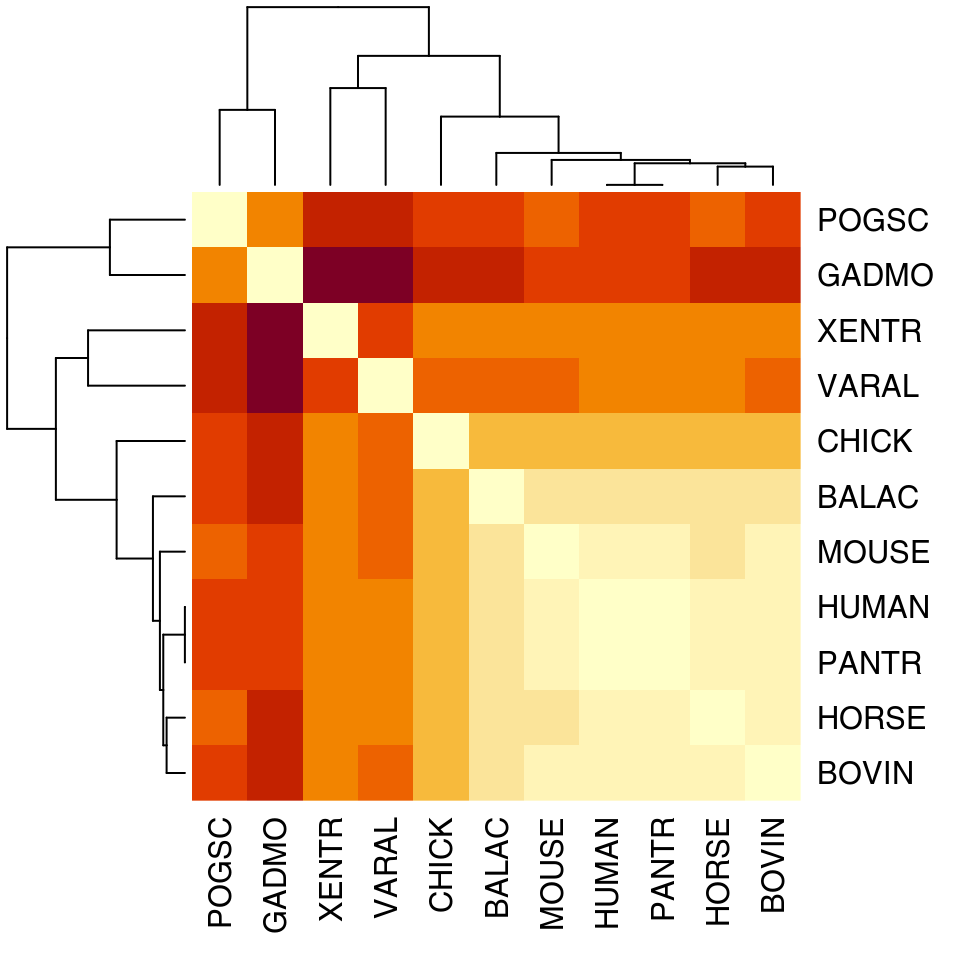 POGSC
GADMO
XENTR
VARAL
CHICK
BALAC
MOUSE
HUMAN
PANTR
HORSE
BOVIN
POGSC
GADMO
XENTR
VARAL
CHICK
BALAC
MOUSE
HUMAN
PANTR
HORSE
BOVIN